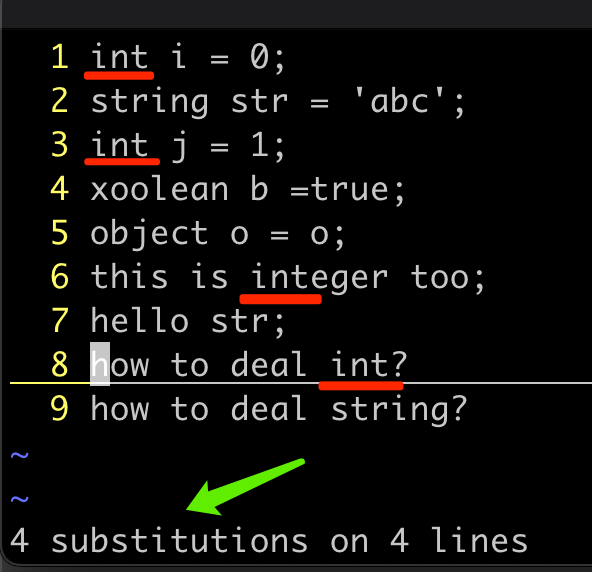 1 int i = 0;
2 string str = 'abc';
3 int j = 1;
4 xoolean b =true;
5 object o = o;
6 this is integer too;
7 hello str;
8 how to deal int?
9 how to deal string?
~
~
4 substitutions on 4 lines